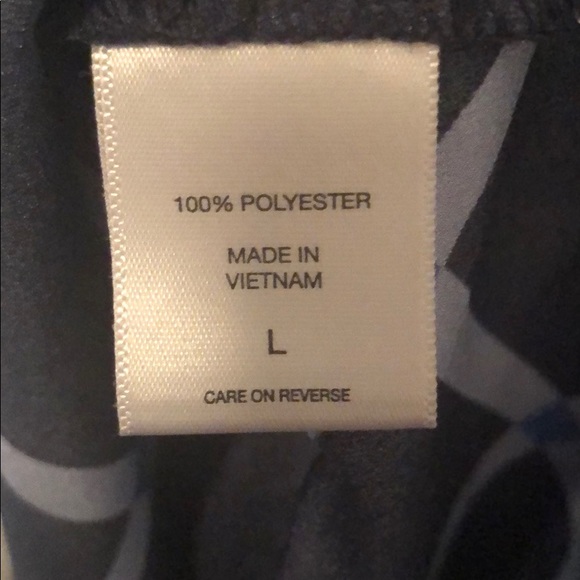 100% POLYESTER
MADE IN
VIETNAM
L
CARE ON REVERSE